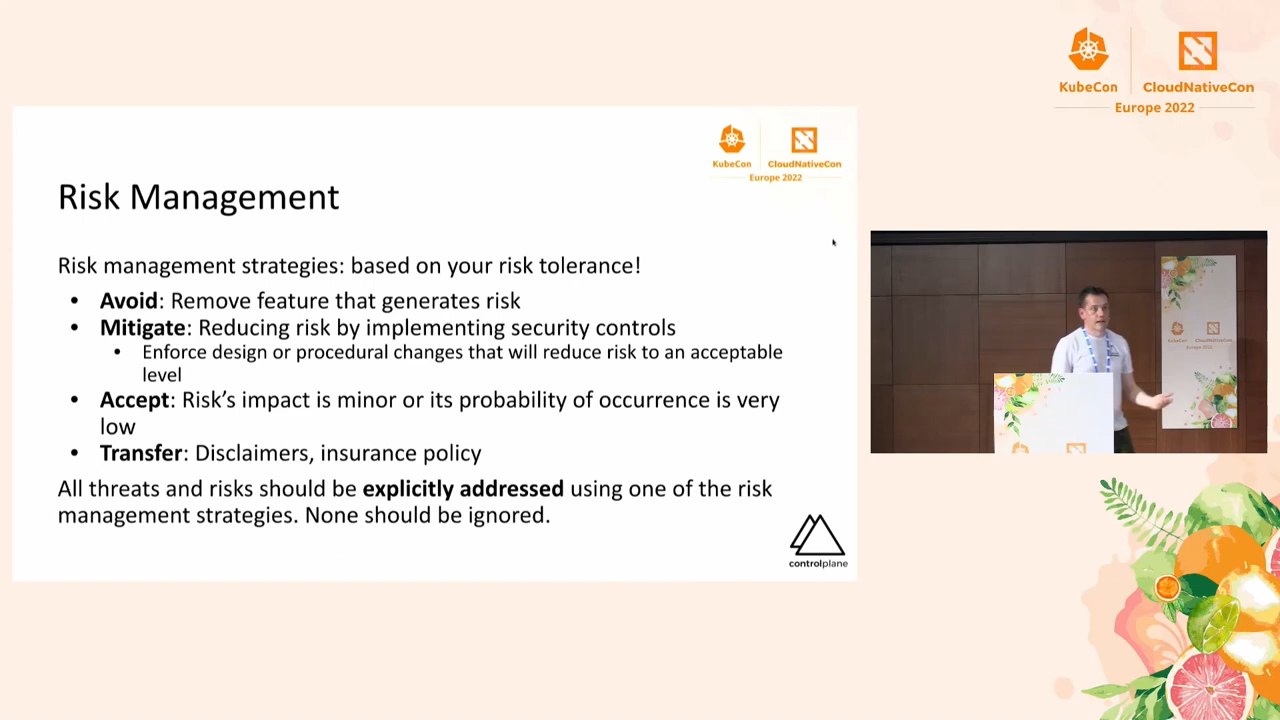 KubeCon
CloudNativeCon
Europe 2022
KubeCon
CloudNativeCon
Europe 2022
Risk Management
Risk management strategies: based on your risk tolerance!
• Avoid: Remove feature that generates risk
• Mitigate: Reducing risk by implementing security controls
• Enforce design or procedural changes that will reduce risk to an acceptable
level
• Accept: Risk’s impact is minor or its probability of occurrence is very
low
• Transfer: Disclaimers, insurance policy
All threats and risks should be explicitly addressed using one of the risk
management strategies. None should be ignored.
controlplane